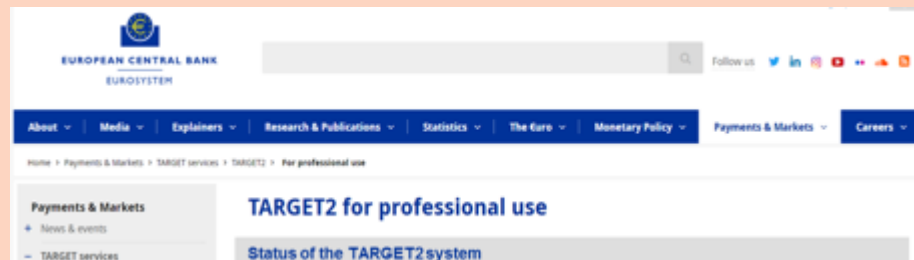 EUROPEAN CENTRAL BANK
EUROSYSTEM
Follow us
About Media Explainers Research & Publications Statistics The €uro Monetary Policy Payments & Markets Careers
Home > Payments & Markets > TARGET services > TARGET2 > For professional use
Payments & Markets
+ News & events
− TARGET services
TARGET2 for professional use
Status of the TARGET2 system